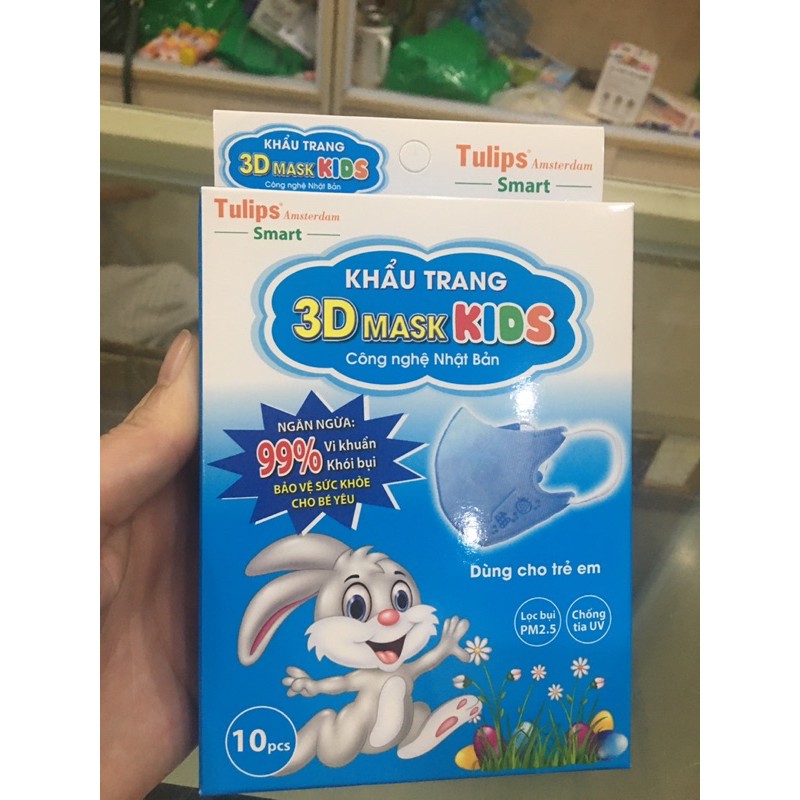 KHẨU TRANG
3D MASK KIDS
Công nghệ Nhật Bản
Tulips® Amsterdam
Smart
Tulips® Amsterdam
Smart
KHẨU TRANG
3D MASK KIDS
Công nghệ Nhật Bản
NGĂN NGỪA:
99% Vi khuẩn
Khói bụi
BẢO VỆ SỨC KHỎE
CHO BÉ YÊU
Dùng cho trẻ em
Lọc bụi
PM2.5
Chống
tia UV
10pcs